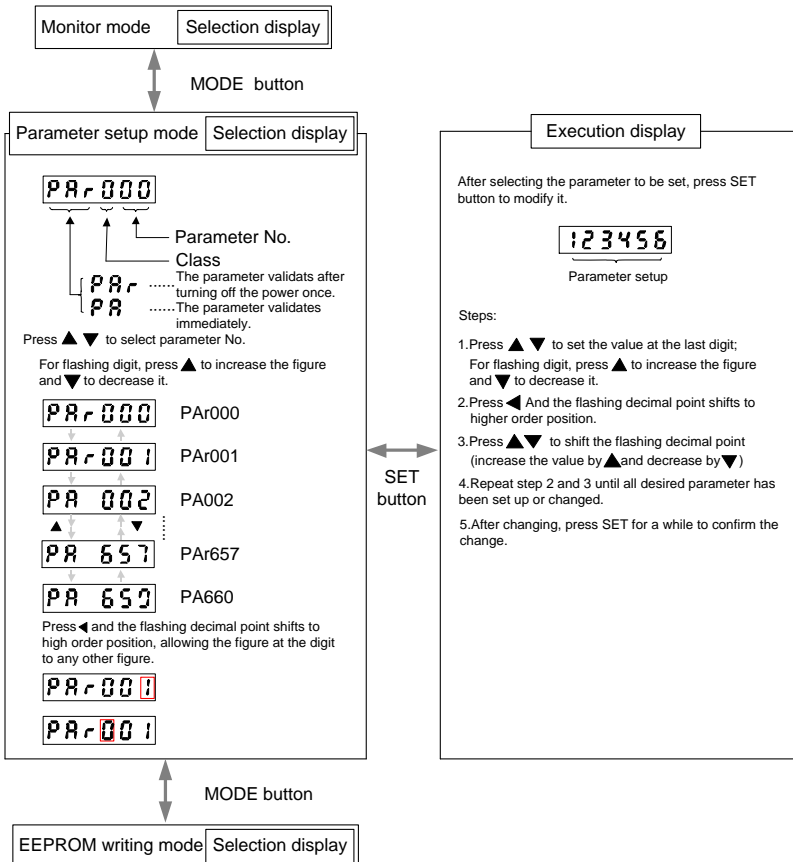 Monitor mode Selection display
MODE button
Parameter setup mode Selection display
PAr000
Parameter No.
Class
PAr ...... The parameter validats after
turning off the power once.
PA ...... The parameter validates
immediately.
Press ▲ ▼ to select parameter No.
For flashing digit, press ▲ to increase the figure
and ▼ to decrease it.
PAr000 PAr000
PAr001 PAr001
PA 002 PA002
▲ ▼
PA 657 PAr657
PA 650 PA660
Press ◀ and the flashing decimal point shifts to
high order position, allowing the figure at the digit
to any other figure.
PAr001
PAr001
SET
button
Execution display
After selecting the parameter to be set, press SET
button to modify it.
123456
Parameter setup
Steps:
1.Press ▲ ▼ to set the value at the last digit;
For flashing digit, press ▲ to increase the figure
and ▼ to decrease it.
2.Press ◀ And the flashing decimal point shifts to
higher order position.
3.Press ▲▼ to shift the flashing decimal point
(increase the value by ▲ and decrease by ▼)
4.Repeat step 2 and 3 until all desired parameter has
been set up or changed.
5.After changing, press SET for a while to confirm the
change.
MODE button
EEPROM writing mode Selection display